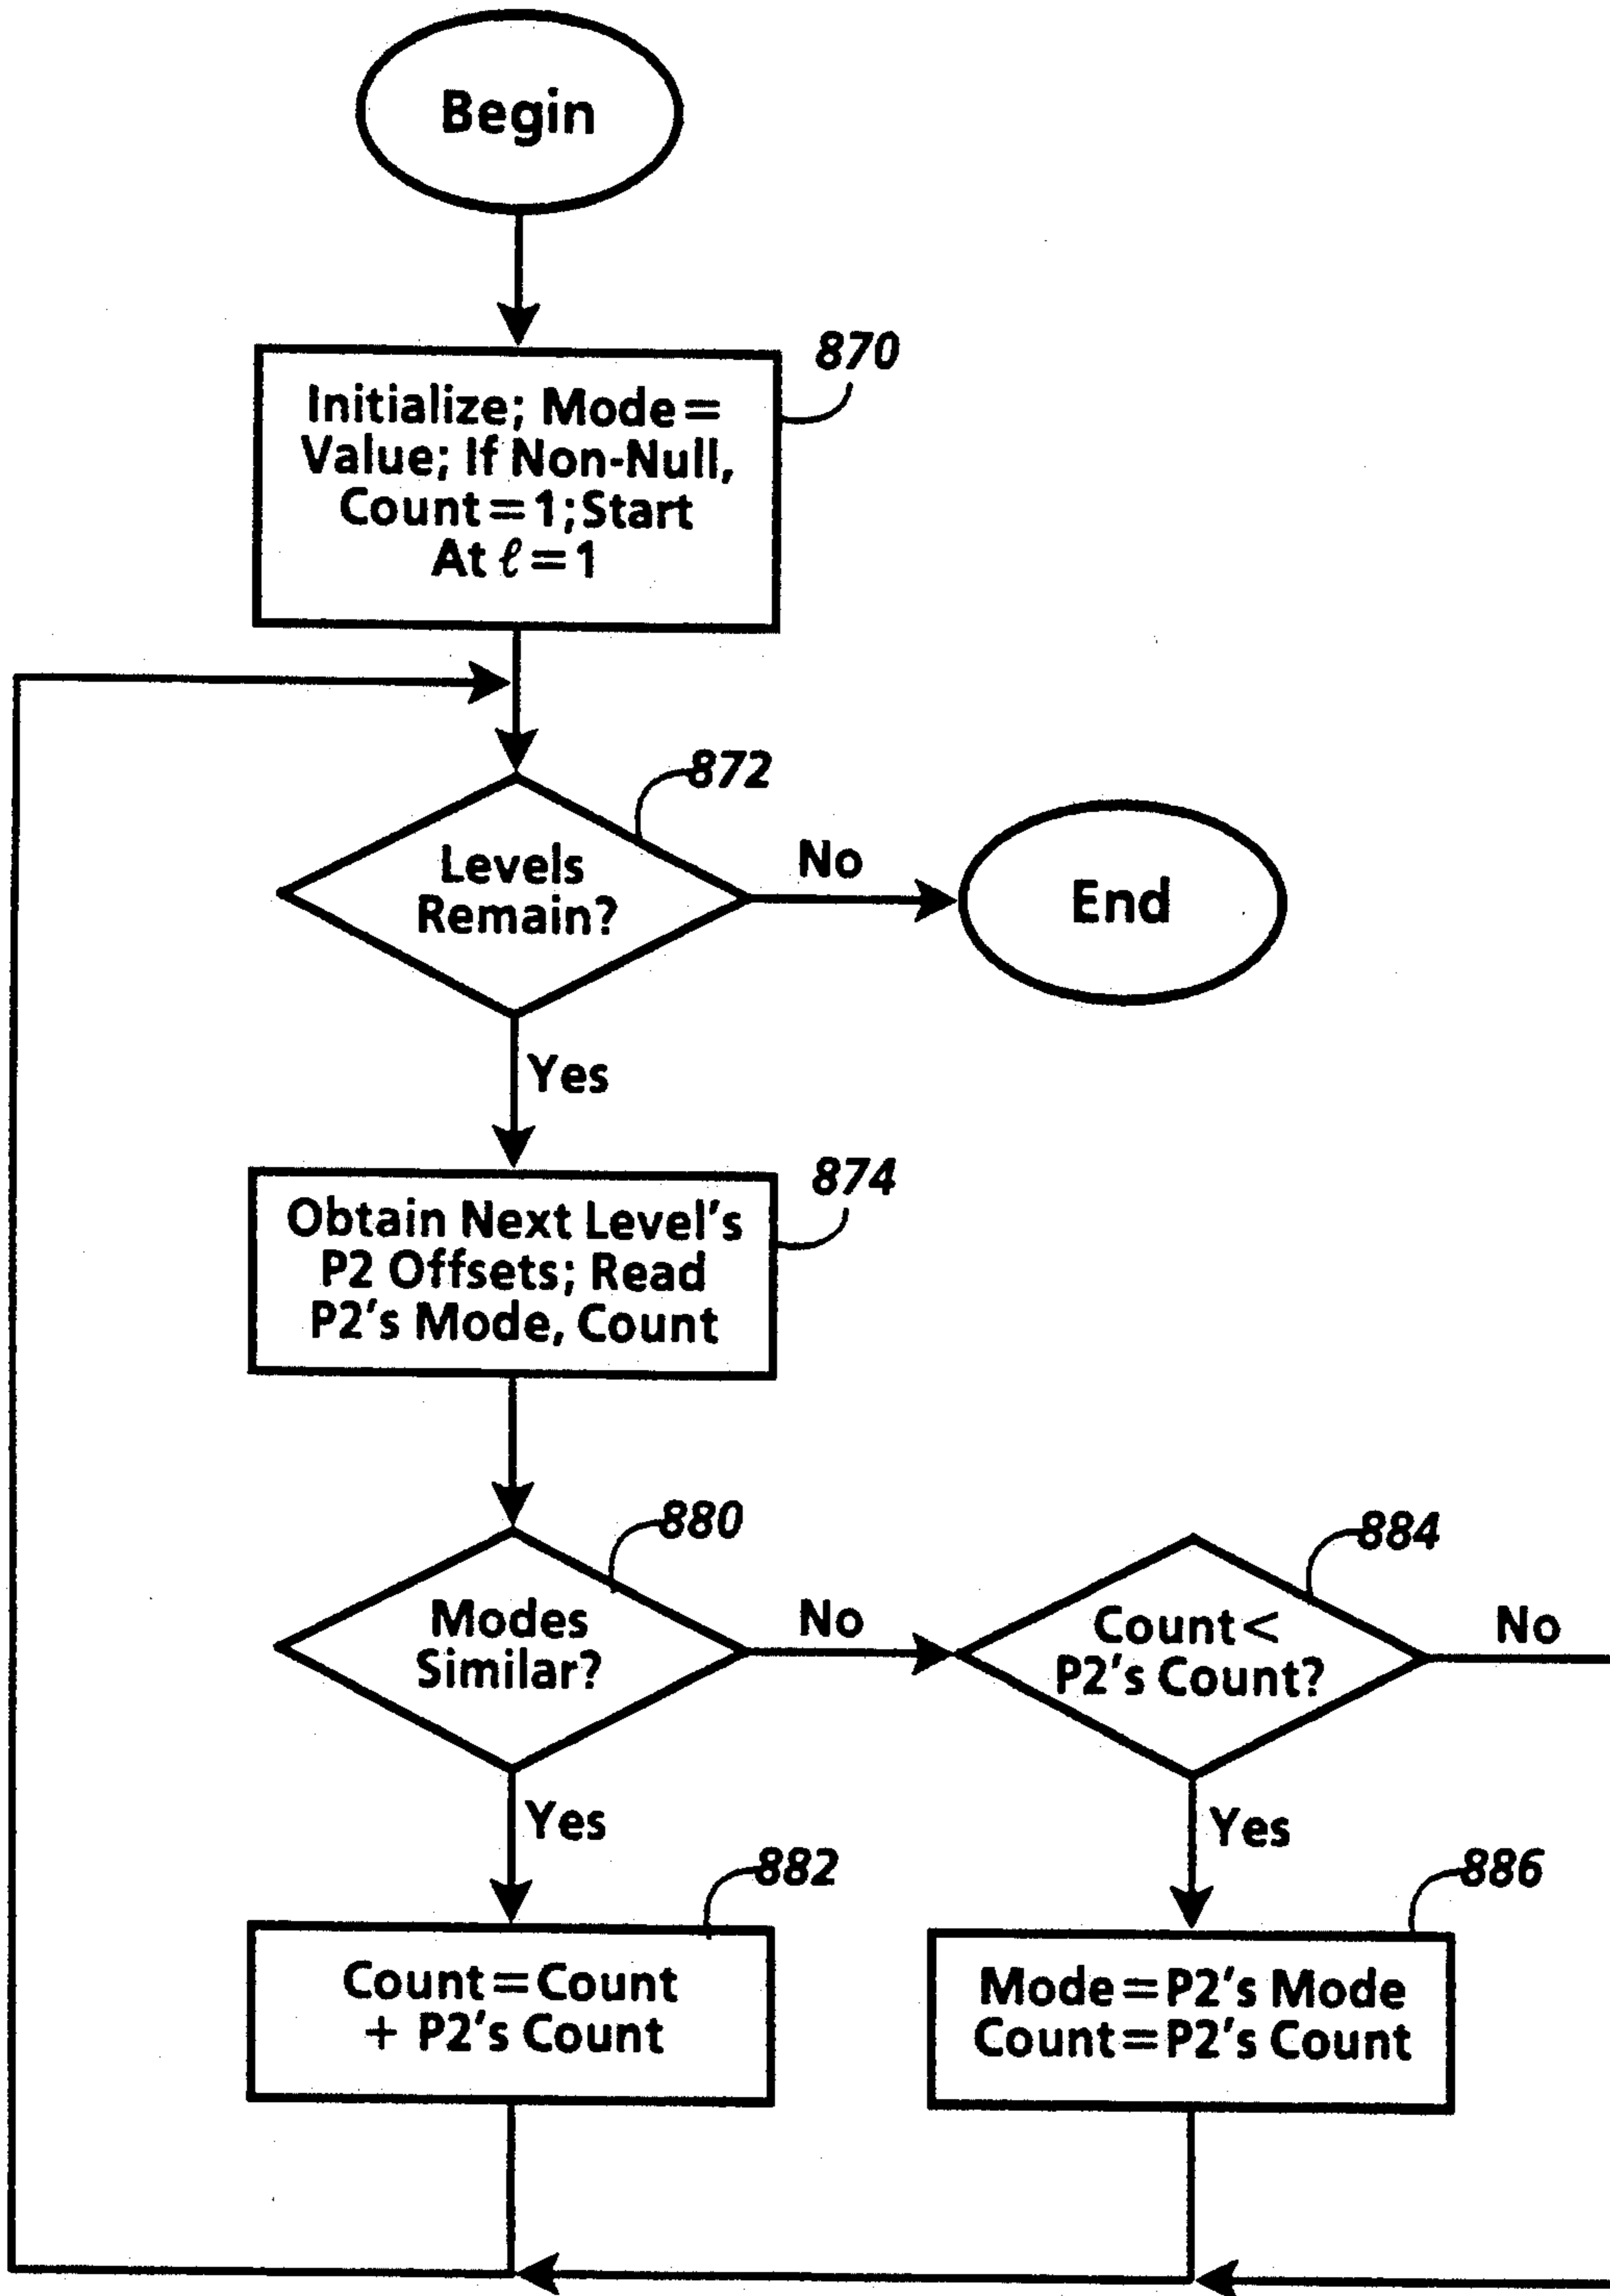 Begin
870
Initialize; Mode=
Value; If Non-Null,
Count=1;Start
At ℓ=1
872
Levels
Remain?
No
End
Yes
874
Obtain Next Level's
P2 Offsets; Read
P2's Mode, Count
880
Modes
Similar?
No
884
Count<
P2's Count?
No
Yes
882
Count=Count
+ P2's Count
Yes
886
Mode=P2's Mode
Count=P2's Count